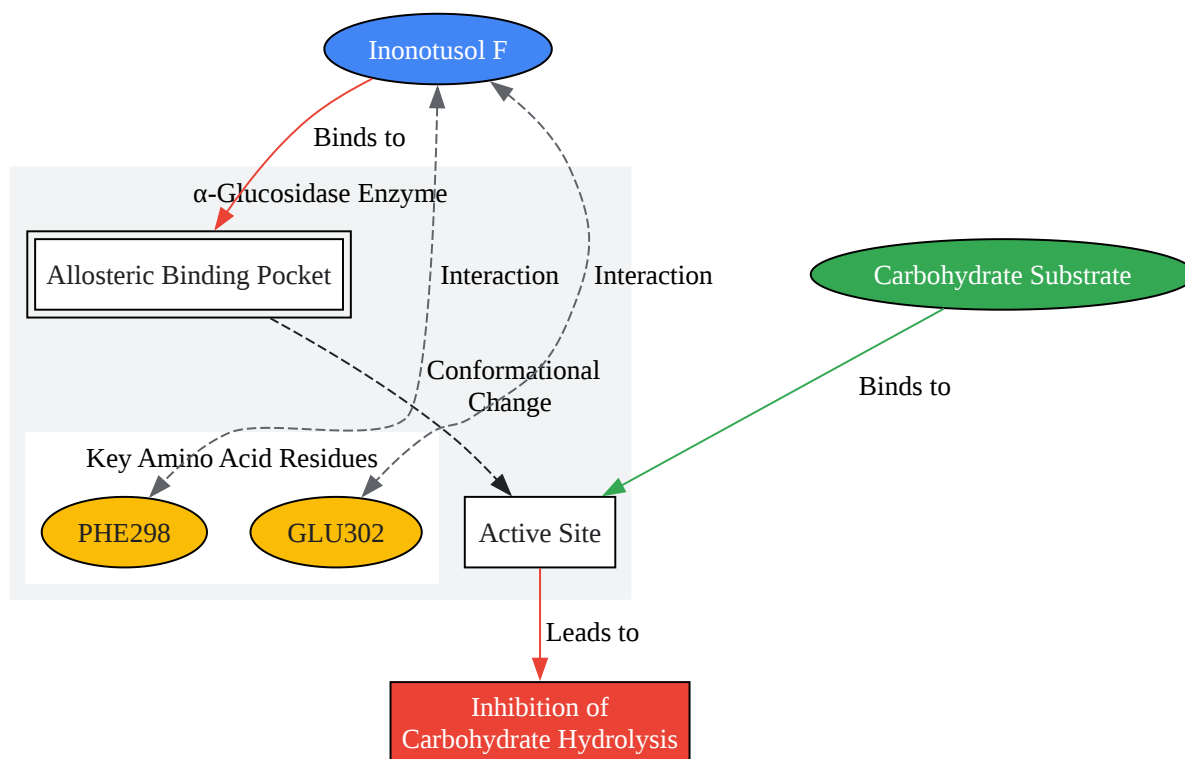 Inonotusol F
Binds to
α-Glucosidase Enzyme
Allosteric Binding Pocket
Interaction
Interaction
Carbohydrate Substrate
Conformational
Change
Binds to
Key Amino Acid Residues
PHE298
GLU302
Active Site
Leads to
Inhibition of
Carbohydrate Hydrolysis